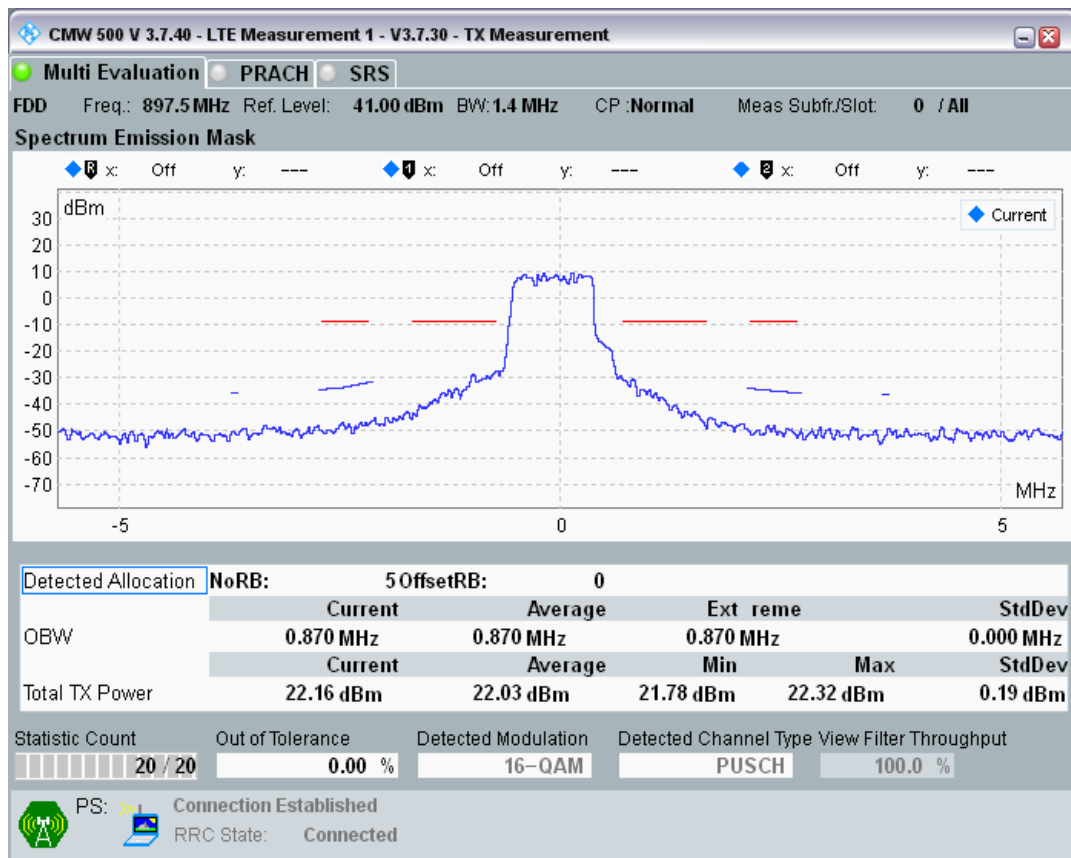 CMW 500 V 3.7.40 - LTE Measurement 1 - V3.7.30 - TX Measurement
Multi Evaluation PRACH SRS
FDD Freq.: 897.5 MHz Ref. Level: 41.00 dBm BW: 1.4 MHz CP :Normal Meas Subfr./Slot: 0 / All
Spectrum Emission Mask
R x: Off y: --- 1 x: Off y: --- 2 x: Off y: ---
dBm
Current
30
20
10
0
-10
-20
-30
-40
-50
-60
-70
MHz
-5 0 5
Detected Allocation NoRB: 5 OffsetRB: 0
Current Average Ext reme StdDev
OBW 0.870 MHz 0.870 MHz 0.870 MHz 0.000 MHz
Current Average Min Max StdDev
Total TX Power 22.16 dBm 22.03 dBm 21.78 dBm 22.32 dBm 0.19 dBm
Statistic Count Out of Tolerance Detected Modulation Detected Channel Type View Filter Throughput
20 / 20 0.00 % 16-QAM PUSCH 100.0 %
PS: Connection Established
RRC State: Connected